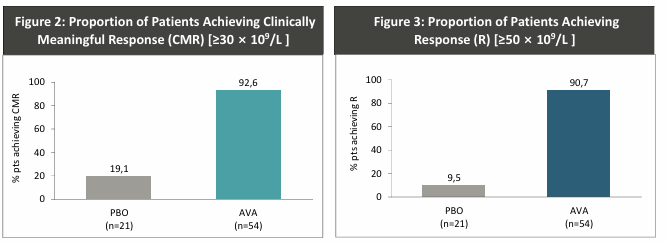 Figure 2: Proportion of Patients Achieving Clinically
Meaningful Response (CMR) [≥30 × 10⁹/L ]
% pts achieving CMR
100
80
60
40
20
0
19,1
92,6
PBO
(n=21)
AVA
(n=54)
Figure 3: Proportion of Patients Achieving
Response (R) [≥50 × 10⁹/L ]
% pts achieving R
100
80
60
40
20
0
9,5
90,7
PBO
(n=21)
AVA
(n=54)